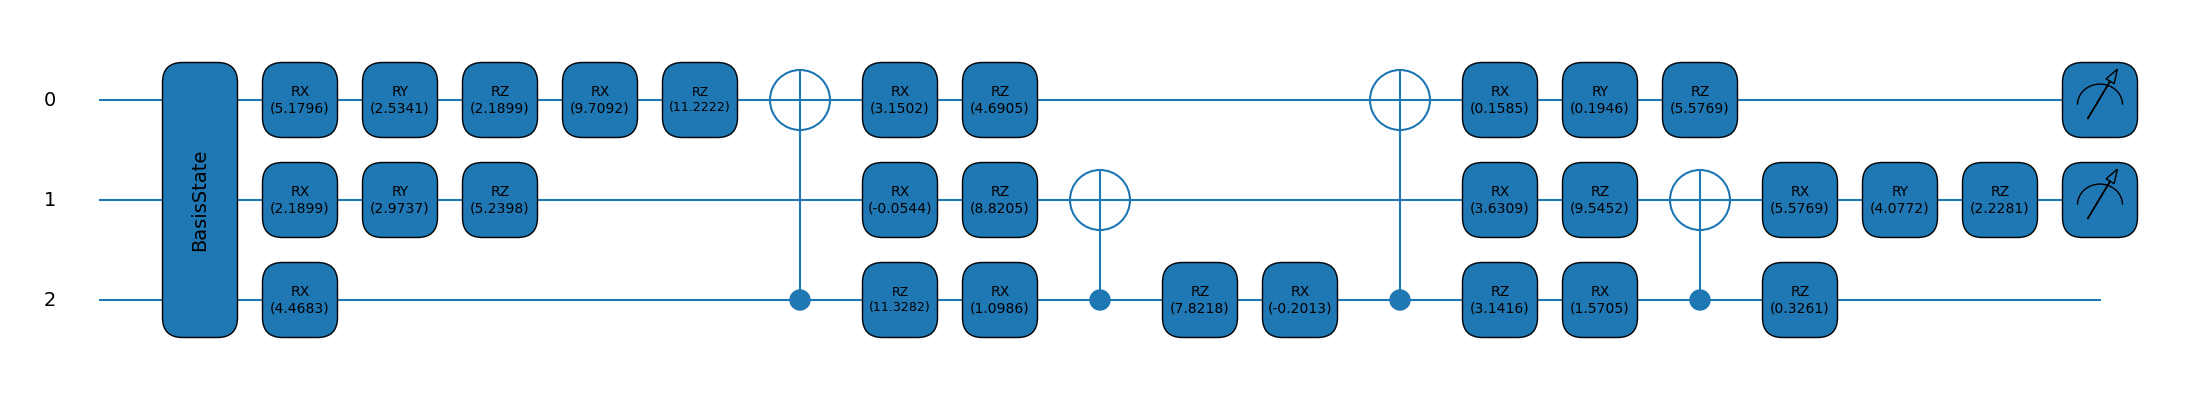 0
BasisState
RX
(5.1796)
RY
(2.5341)
RZ
(2.1899)
RX
(9.7092)
RZ
(11.2222)
RX
(3.1502)
RZ
(4.6905)
RX
(0.1585)
RY
(0.1946)
RZ
(5.5769)
1
RX
(2.1899)
RY
(2.9737)
RZ
(5.2398)
RX
(-0.0544)
RZ
(8.8205)
RX
(3.6309)
RZ
(9.5452)
RX
(5.5769)
RY
(4.0772)
RZ
(2.2281)
2
RX
(4.4683)
RZ
(11.3282)
RX
(1.0986)
RZ
(7.8218)
RX
(-0.2013)
RZ
(3.1416)
RX
(1.5705)
RZ
(0.3261)